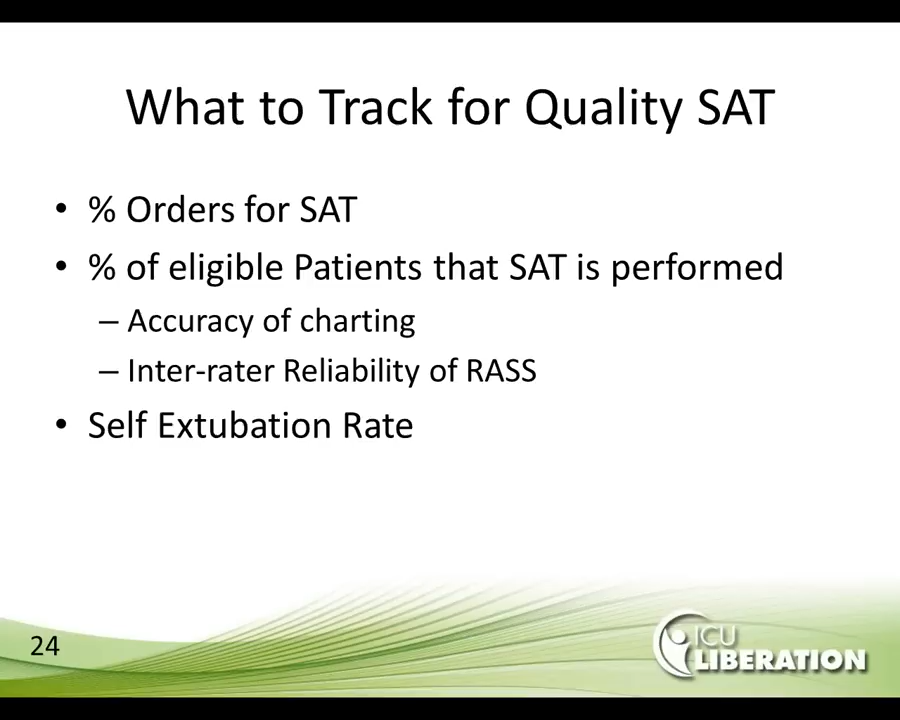 What to Track for Quality SAT
• % Orders for SAT
• % of eligible Patients that SAT is performed
– Accuracy of charting
– Inter-rater Reliability of RASS
• Self Extubation Rate
24
ICU
LIBERATION